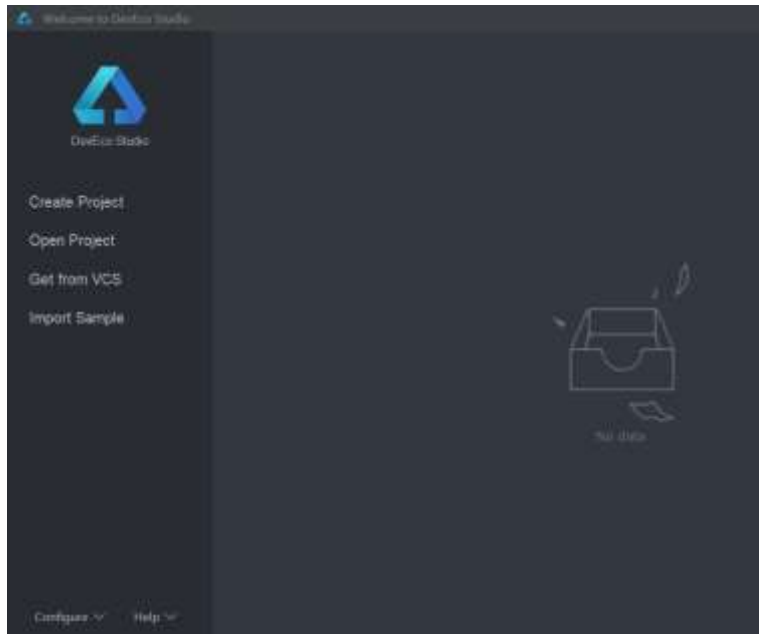 Welcome to DevEco Studio
DevEco Studio
Create Project
Open Project
Get from VCS
Import Sample
No data
Configure
Help